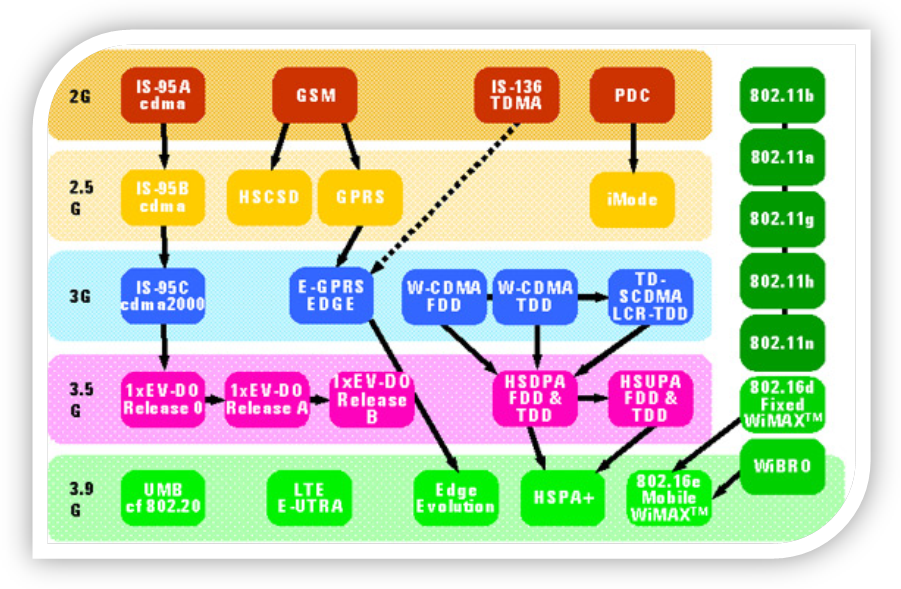 2G
IS-95A
cdma
GSM
IS-136
TDMA
PDC
802.11b
802.11a
2.5
G
IS-95B
cdma
HSCSD
GPRS
iMode
802.11g
3G
IS-95C
cdma2000
E-GPRS
EDGE
W-CDMA
FDD
W-CDMA
TDD
TD-
SCDMA
LCR-TDD
802.11h
802.11n
3.5
G
1xEV-DO
Release 0
1xEV-DO
Release A
1xEV-DO
Release
B
HSDPA
FDD &
TDD
HSUPA
FDD &
TDD
802.16d
Fixed
WiMAX™
3.9
G
UMB
cf 802.20
LTE
E-UTRA
Edge
Evolution
HSPA+
802.16e
Mobile
WiMAX™
WiBRO